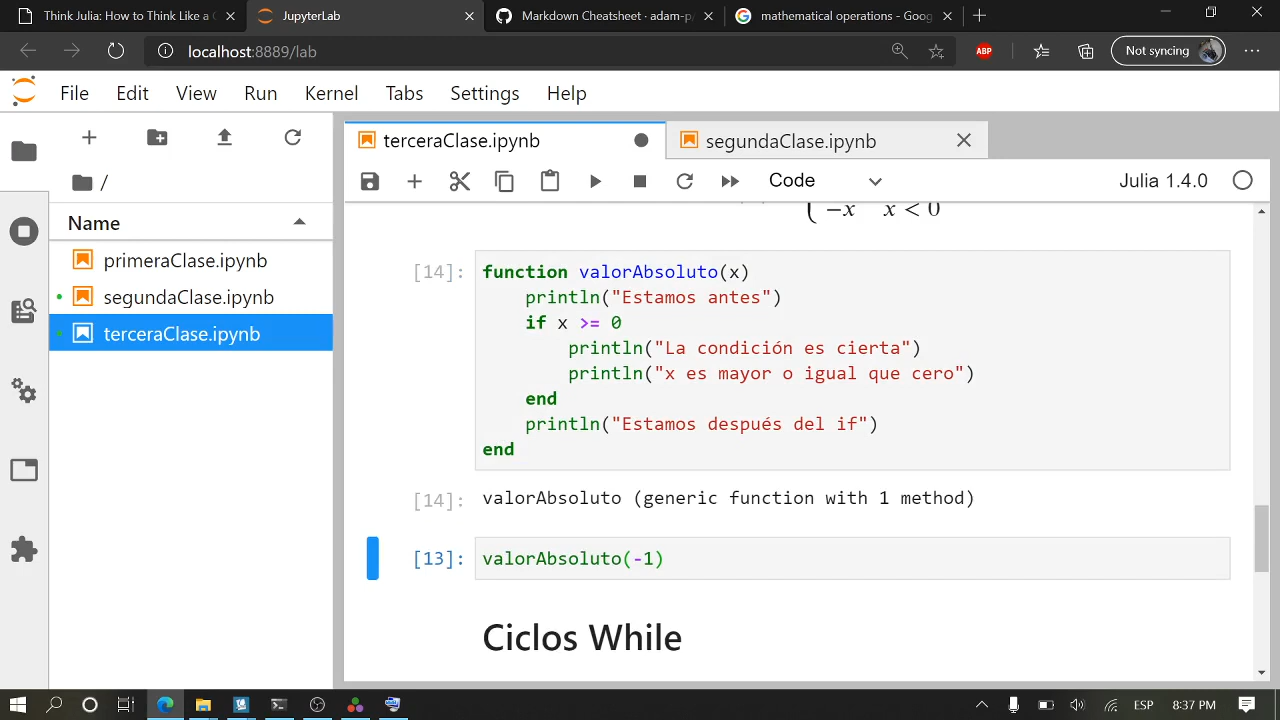 Think Julia: How to Think Like a C
JupyterLab
Markdown Cheatsheet · adam-p/
mathematical operations - Goog
localhost:8889/lab
ABP
Not syncing
File Edit View Run Kernel Tabs Settings Help
terceraClase.ipynb
segundaClase.ipynb
/
Code
Julia 1.4.0
Name
primeraClase.ipynb
segundaClase.ipynb
terceraClase.ipynb
−x x < 0
[14]:
function valorAbsoluto(x)
println("Estamos antes")
if x >= 0
println("La condición es cierta")
println("x es mayor o igual que cero")
end
println("Estamos después del if")
end
[14]: valorAbsoluto (generic function with 1 method)
[13]: valorAbsoluto(-1)
Ciclos While
ESP
8:37 PM